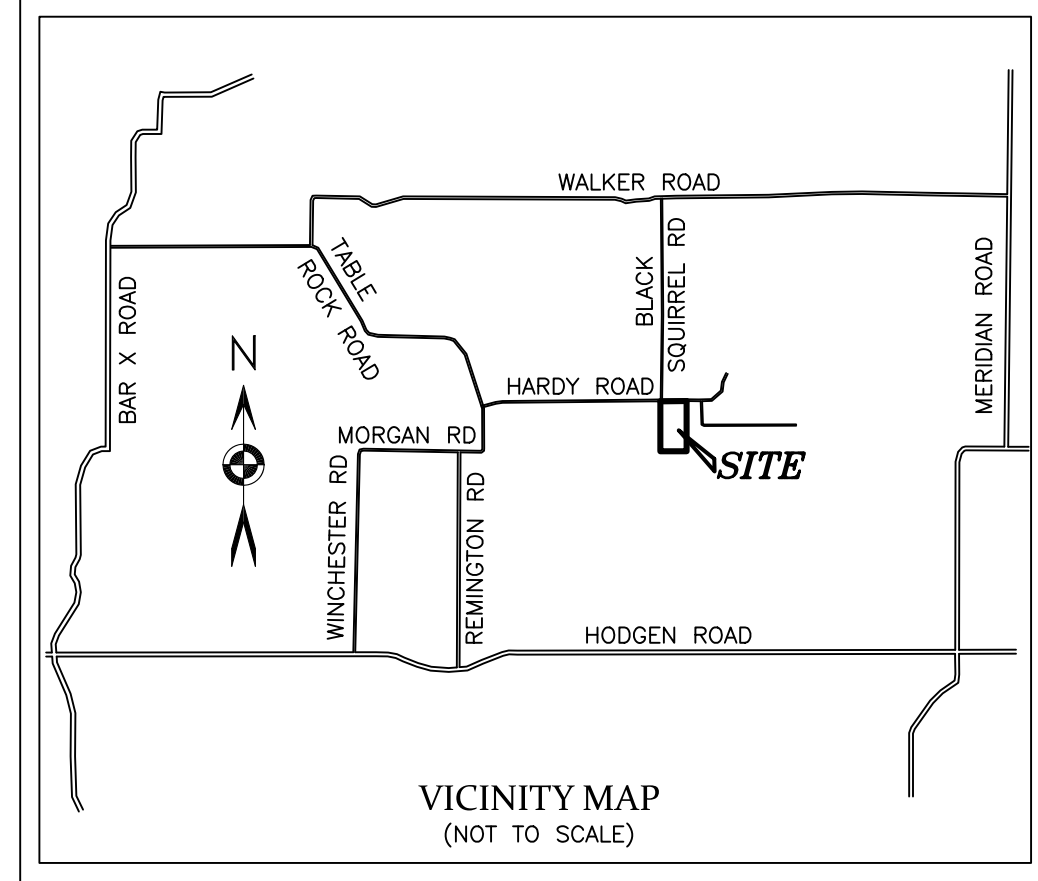 WALKER ROAD
TABLE
ROCK ROAD
BLACK
SQUIRREL RD
MERIDIAN ROAD
BAR X ROAD
N
HARDY ROAD
MORGAN RD
SITE
WINCHESTER RD
REMINGTON RD
HODGEN ROAD
VICINITY MAP
(NOT TO SCALE)